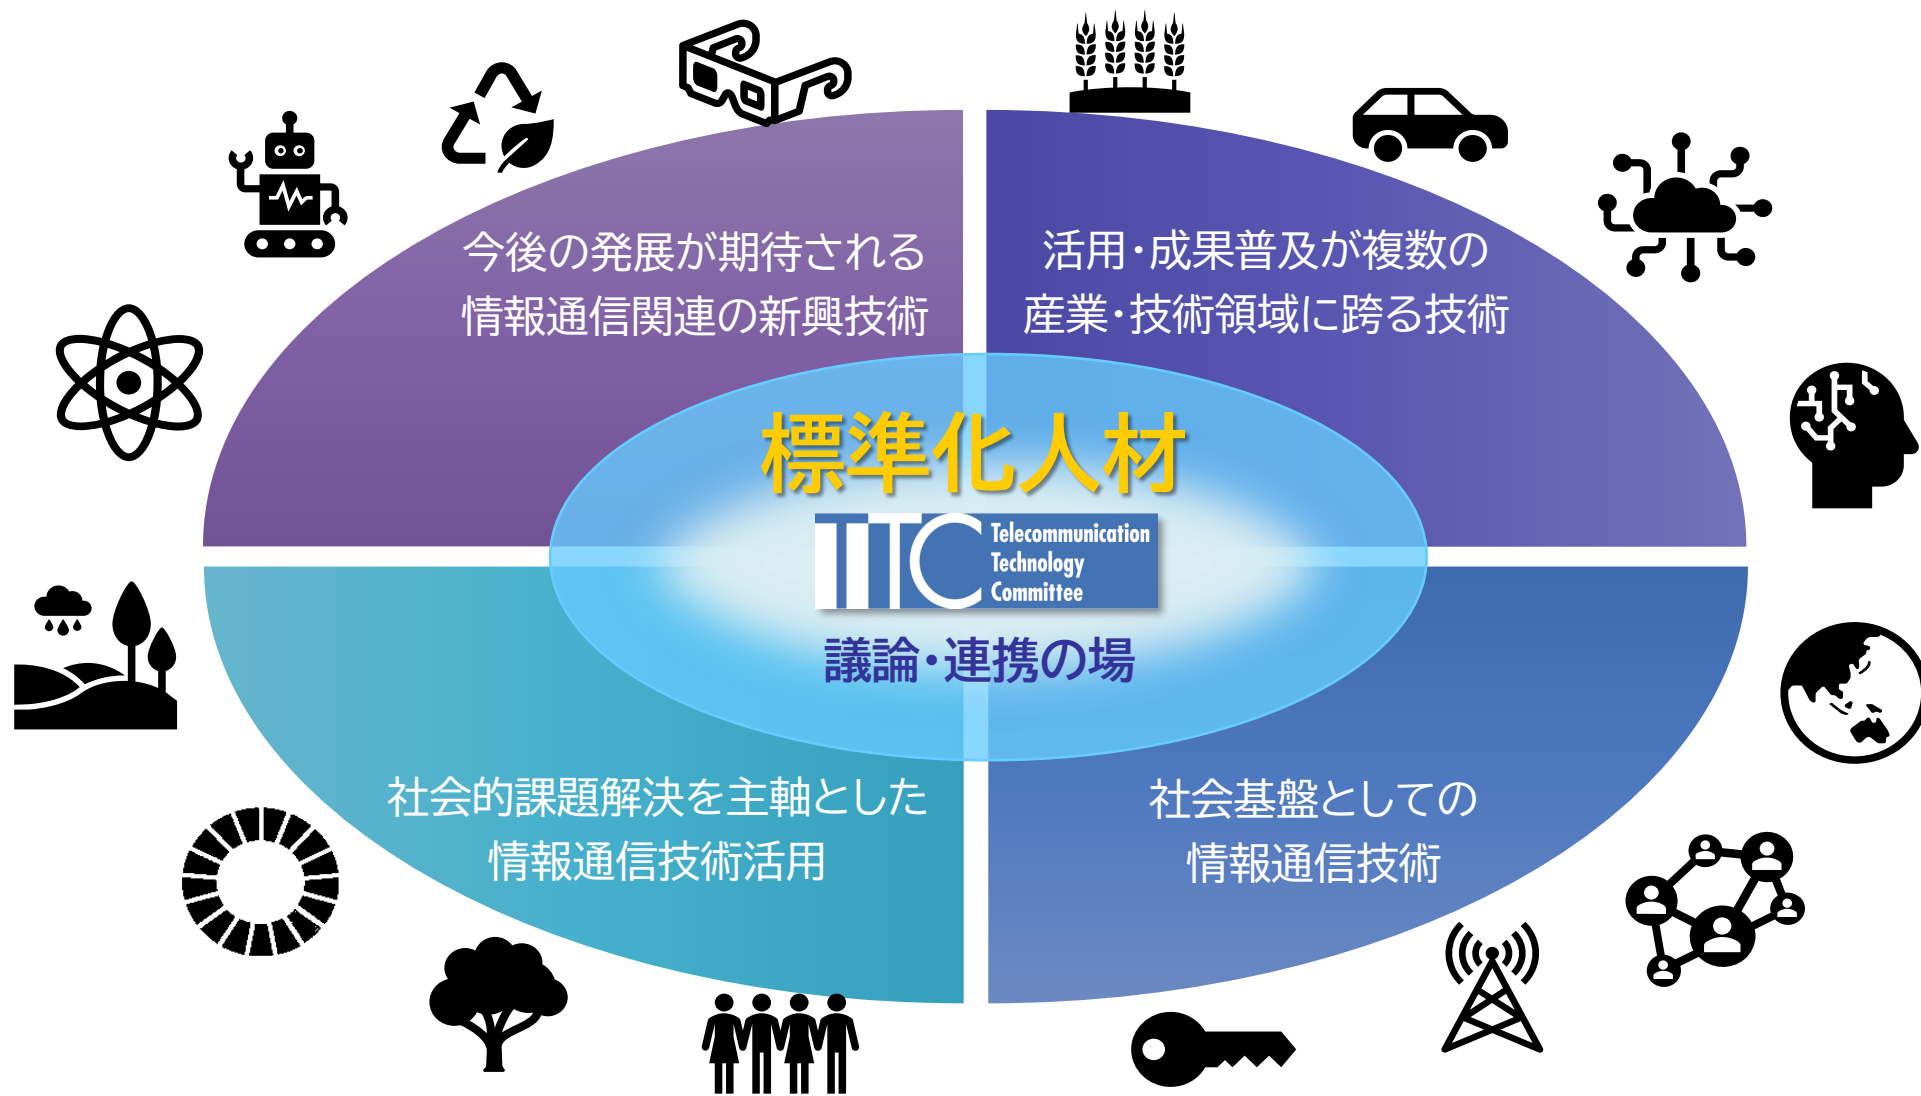 今後の発展が期待される
情報通信関連の新興技術
活用・成果普及が複数の
産業・技術領域に跨る技術
標準化人材
TTC
Telecommunication
Technology
Committee
議論・連携の場
社会的課題解決を主軸とした
情報通信技術活用
社会基盤としての
情報通信技術